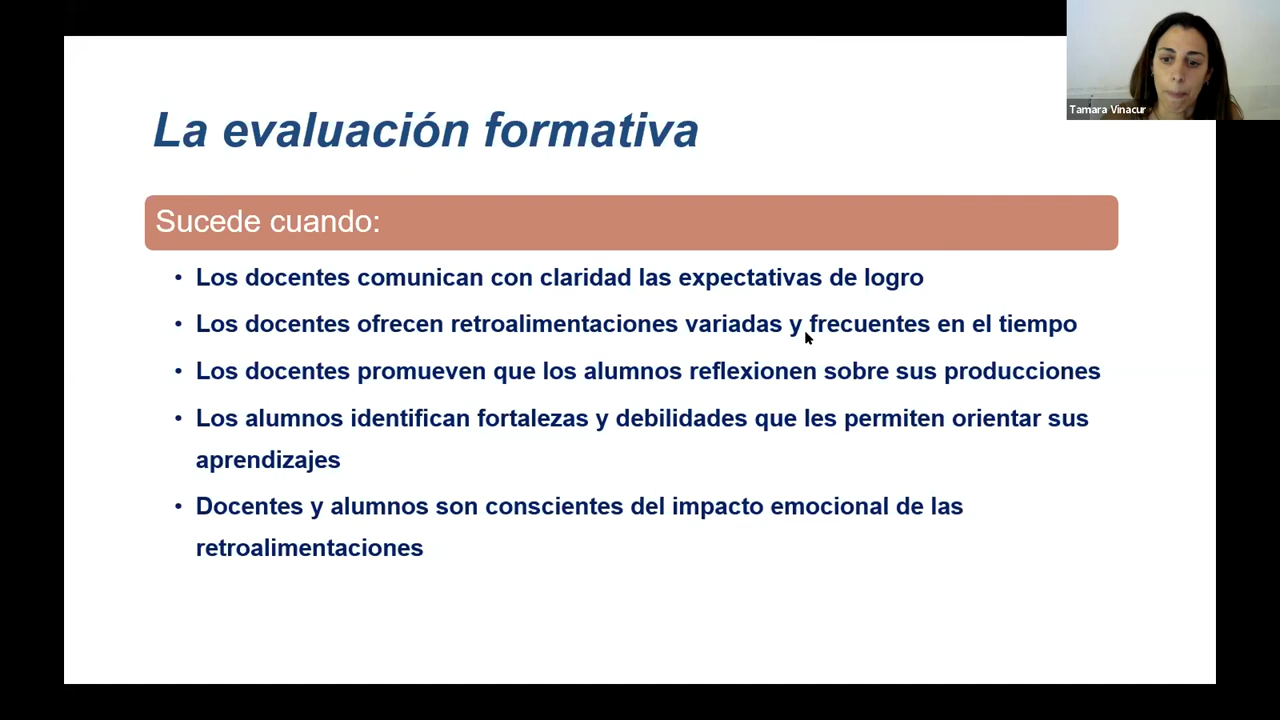 La evaluación formativa
Tamara Vinacur
Sucede cuando:
• Los docentes comunican con claridad las expectativas de logro
• Los docentes ofrecen retroalimentaciones variadas y frecuentes en el tiempo
• Los docentes promueven que los alumnos reflexionen sobre sus producciones
• Los alumnos identifican fortalezas y debilidades que les permiten orientar sus
aprendizajes
• Docentes y alumnos son conscientes del impacto emocional de las
retroalimentaciones